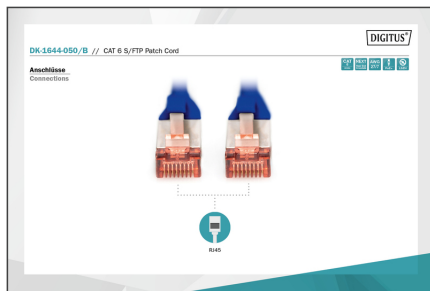 DIGITUS®
DK-1644-050/B // CAT 6 S/FTP Patch Cord
Anschlüsse
Connections
RJ45